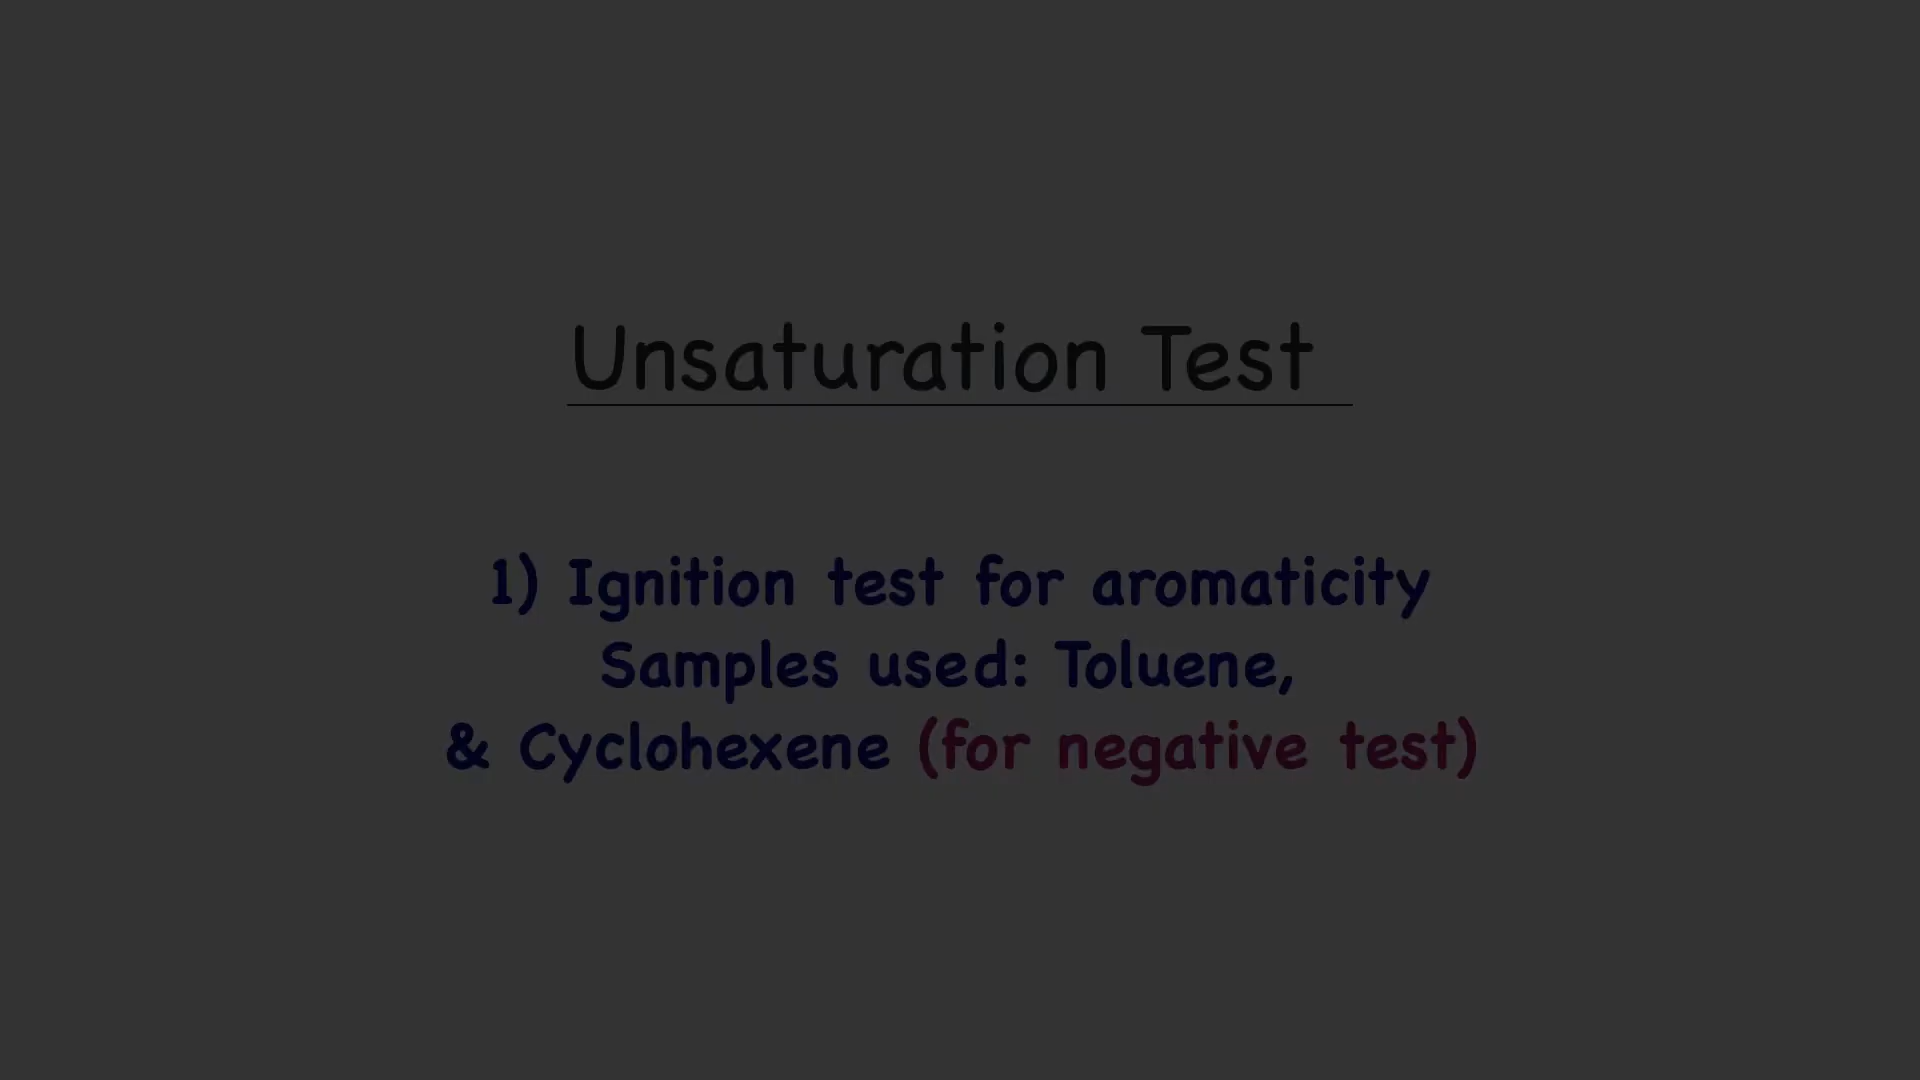 Unsaturation Test
1) Ignition test for aromaticity
Samples used: Toluene,
& Cyclohexene (for negative test)